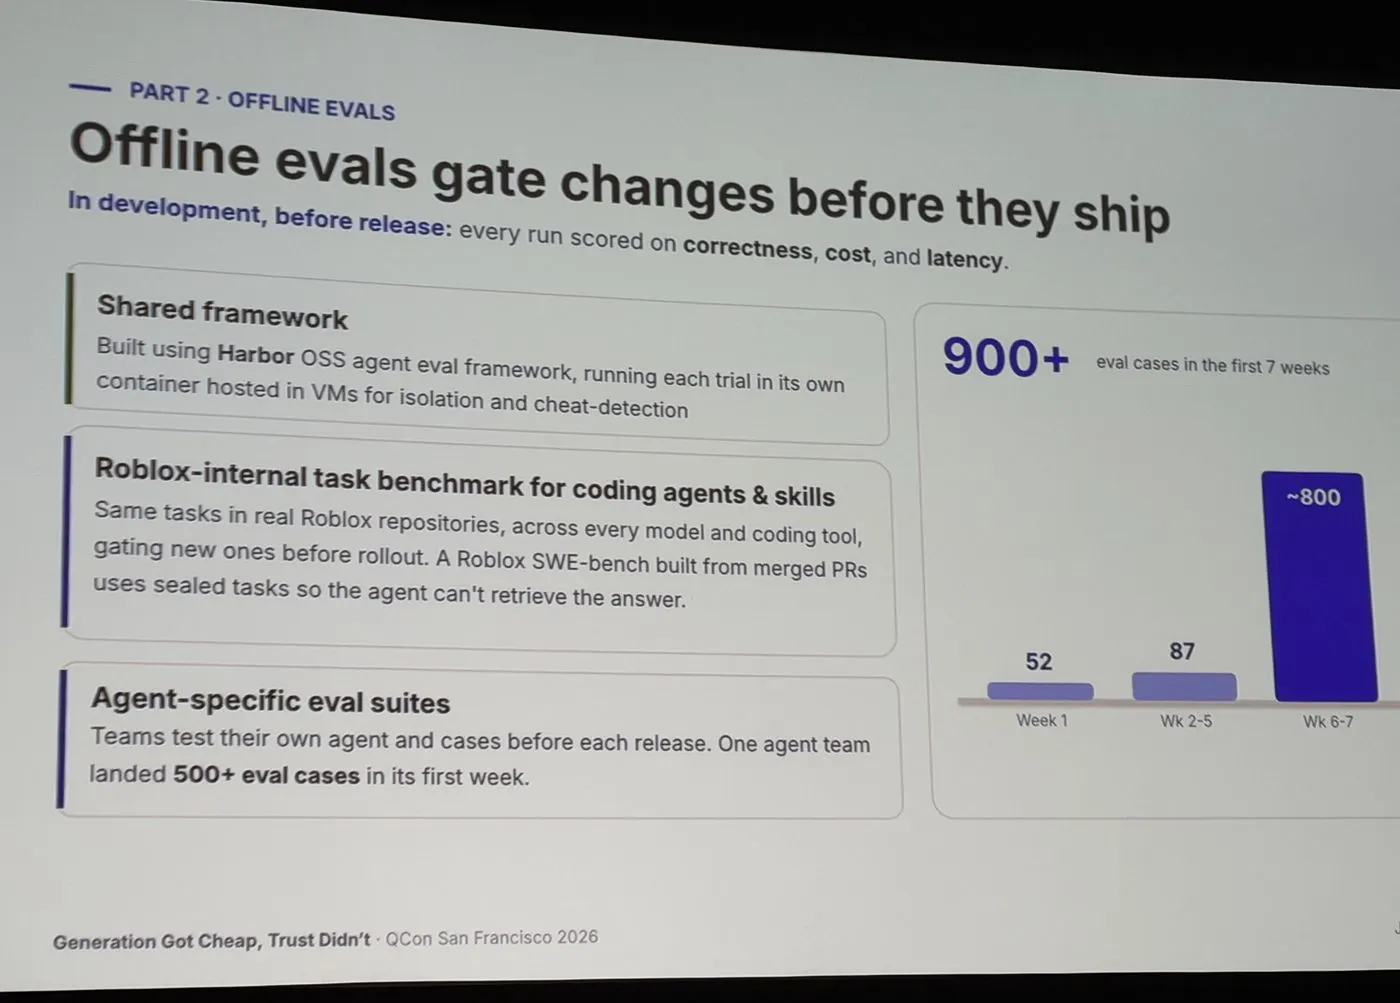 PART 2 · OFFLINE EVALS
Offline evals gate changes before they ship
In development, before release: every run scored on correctness, cost, and latency.
Shared framework
Built using Harbor OSS agent eval framework, running each trial in its own
container hosted in VMs for isolation and cheat-detection
Roblox-internal task benchmark for coding agents & skills
Same tasks in real Roblox repositories, across every model and coding tool,
gating new ones before rollout. A Roblox SWE-bench built from merged PRs
uses sealed tasks so the agent can't retrieve the answer.
Agent-specific eval suites
Teams test their own agent and cases before each release. One agent team
landed 500+ eval cases in its first week.
900+ eval cases in the first 7 weeks
~800
52
87
Week 1
Wk 2-5
Wk 6-7
Generation Got Cheap, Trust Didn’t · QCon San Francisco 2026